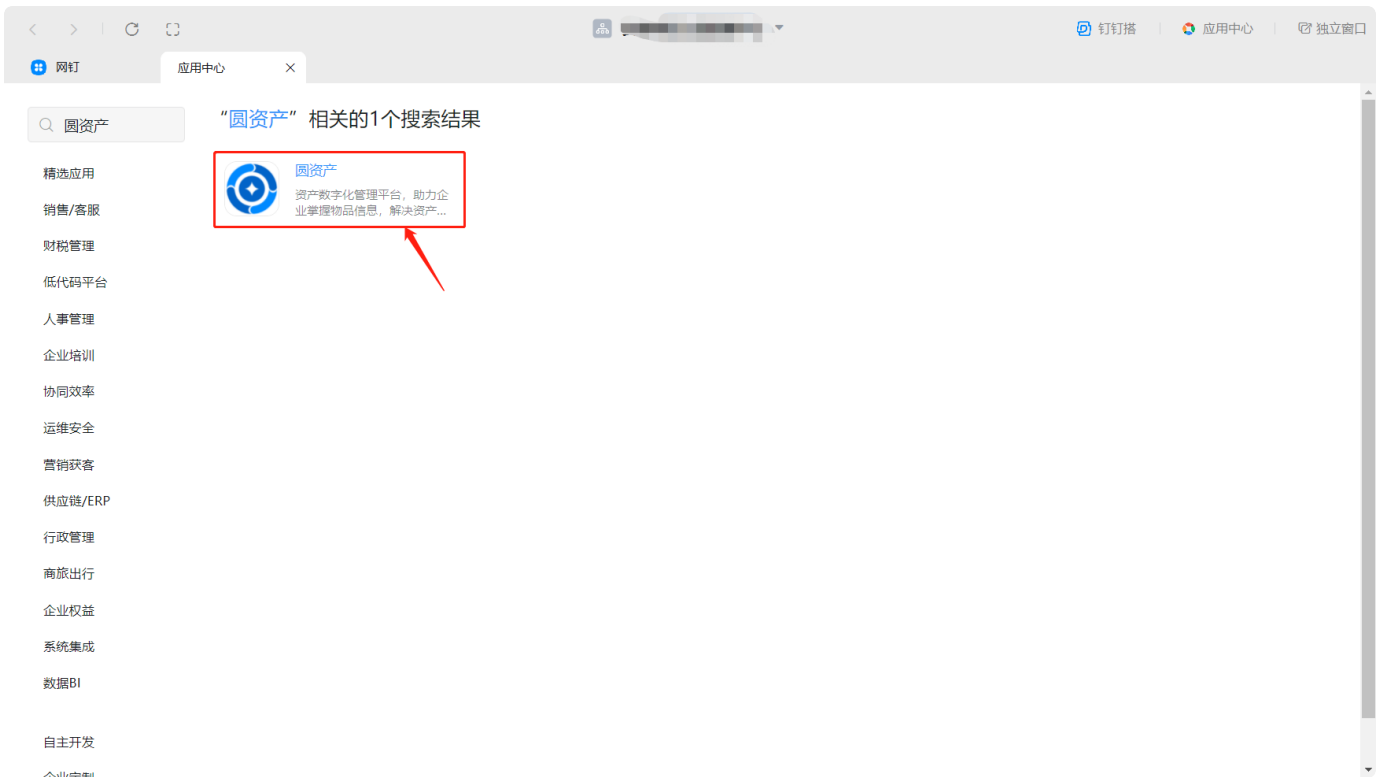 钉钉搭
应用中心
独立窗口
网钉
应用中心
圆资产
“圆资产”相关的1个搜索结果
圆资产
资产数字化管理平台，助力企
业掌握物品信息，解决资产...
精选应用
销售/客服
财税管理
低代码平台
人事管理
企业培训
协同效率
运维安全
营销获客
供应链/ERP
行政管理
商旅出行
企业权益
系统集成
数据BI
自主开发
企业定制